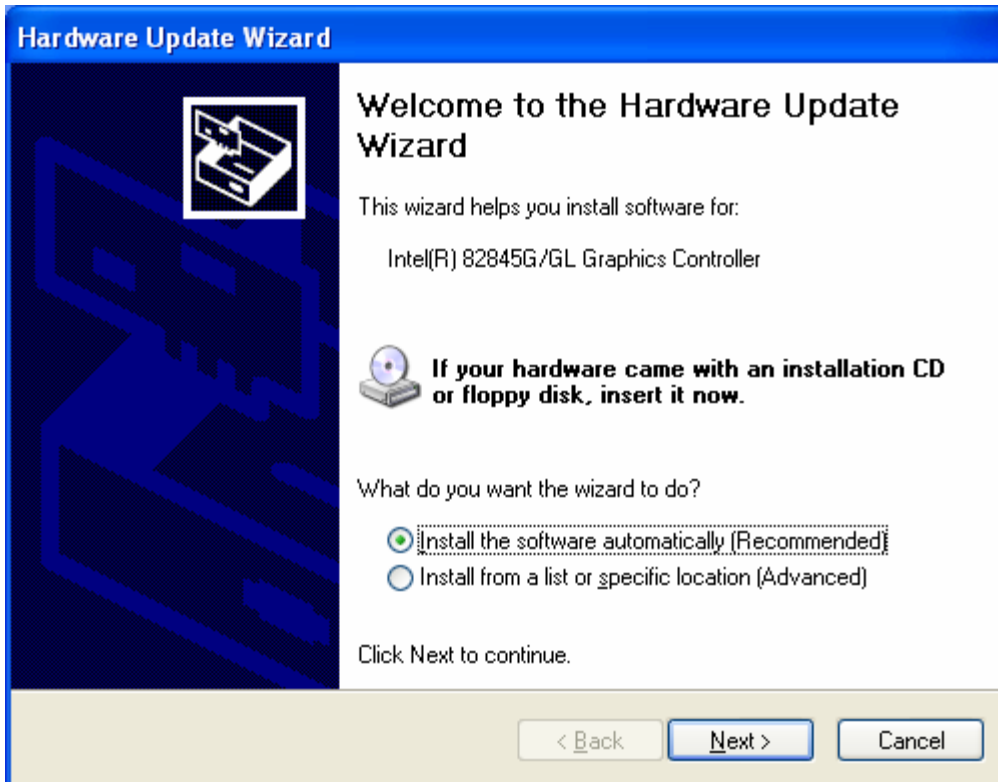 Hardware Update Wizard
Welcome to the Hardware Update
Wizard
This wizard helps you install software for:
Intel(R) 82845G/GL Graphics Controller
If your hardware came with an installation CD
or floppy disk, insert it now.
What do you want the wizard to do?
Install the software automatically (Recommended)
Install from a list or specific location (Advanced)
Click Next to continue.
< Back
Next >
Cancel